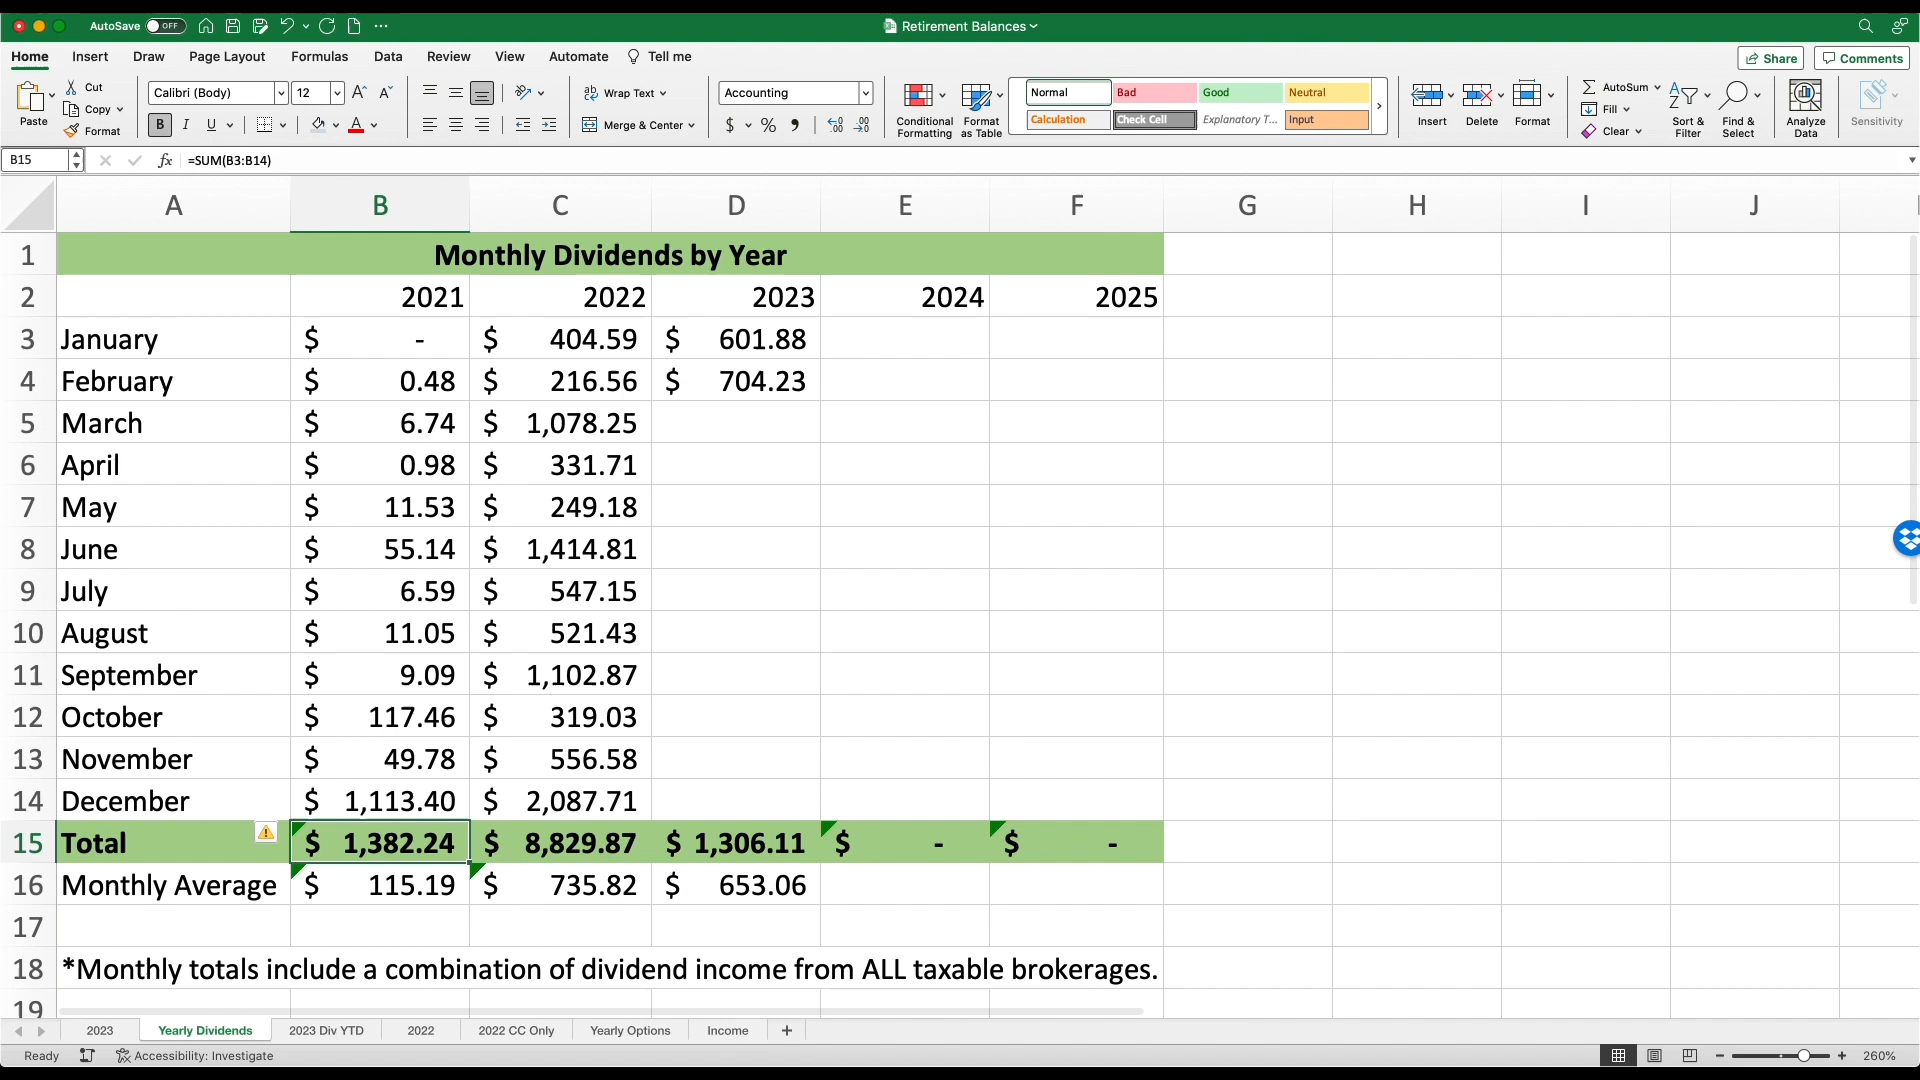 AutoSave OFF Retirement Balances
Home Insert Draw Page Layout Formulas Data Review View Automate Tell me Share Comments
Paste Cut Copy Format
Calibri (Body) 12 A A
B I U A
ab Wrap Text
Merge & Center
Accounting
$ %
Conditional Formatting Format as Table
Normal Bad Good Neutral
Calculation Check Cell Explanatory T... Input
Insert Delete Format
AutoSum Fill Clear
Sort & Filter Find & Select Analyze Data Sensitivity
B15 fx =SUM(B3:B14)
A B C D E F G H I J
1 Monthly Dividends by Year
2 2021 2022 2023 2024 2025
3 January $ - $ 404.59 $ 601.88
4 February $ 0.48 $ 216.56 $ 704.23
5 March $ 6.74 $ 1,078.25
6 April $ 0.98 $ 331.71
7 May $ 11.53 $ 249.18
8 June $ 55.14 $ 1,414.81
9 July $ 6.59 $ 547.15
10 August $ 11.05 $ 521.43
11 September $ 9.09 $ 1,102.87
12 October $ 117.46 $ 319.03
13 November $ 49.78 $ 556.58
14 December $ 1,113.40 $ 2,087.71
15 Total $ 1,382.24 $ 8,829.87 $ 1,306.11 $ - $ -
16 Monthly Average $ 115.19 $ 735.82 $ 653.06
17
18 *Monthly totals include a combination of dividend income from ALL taxable brokerages.
19
2023 Yearly Dividends 2023 Div YTD 2022 2022 CC Only Yearly Options Income +
Ready Accessibility: Investigate 260%